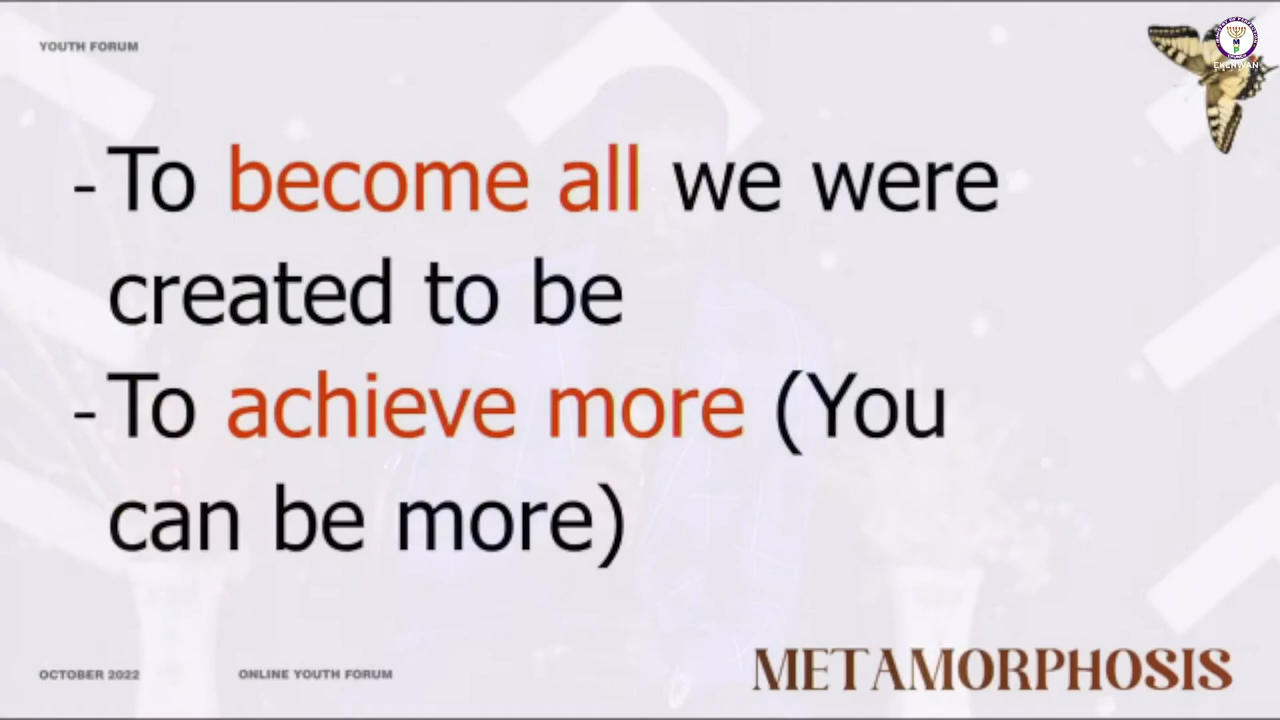 YOUTH FORUM
EKENWAN
- To become all we were
created to be
- To achieve more (You
can be more)
OCTOBER 2022
ONLINE YOUTH FORUM
METAMORPHOSIS